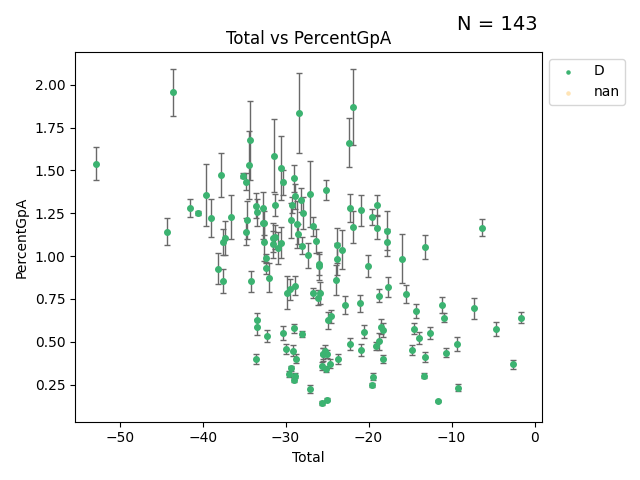 N = 143
Total vs PercentGpA
D
nan
PercentGpA
2.00
1.75
1.50
1.25
1.00
0.75
0.50
0.25
−50
−40
−30
−20
−10
0
Total